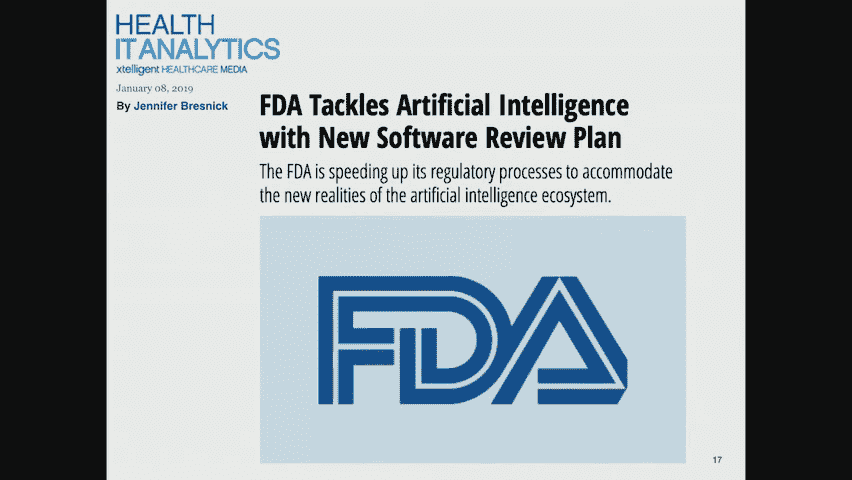 HEALTH
IT ANALYTICS
xtelligent HEALTHCARE MEDIA
January 08, 2019
By Jennifer Bresnick
FDA Tackles Artificial Intelligence
with New Software Review Plan
The FDA is speeding up its regulatory processes to accommodate
the new realities of the artificial intelligence ecosystem.
FDA
17